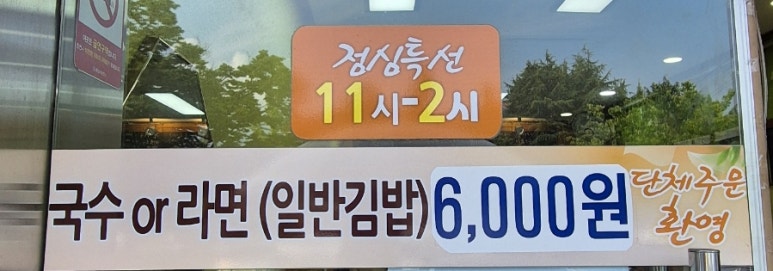 점심특선
11시-2시
국수 or 라면 (일반김밥) 6,000원
단체주문
환영